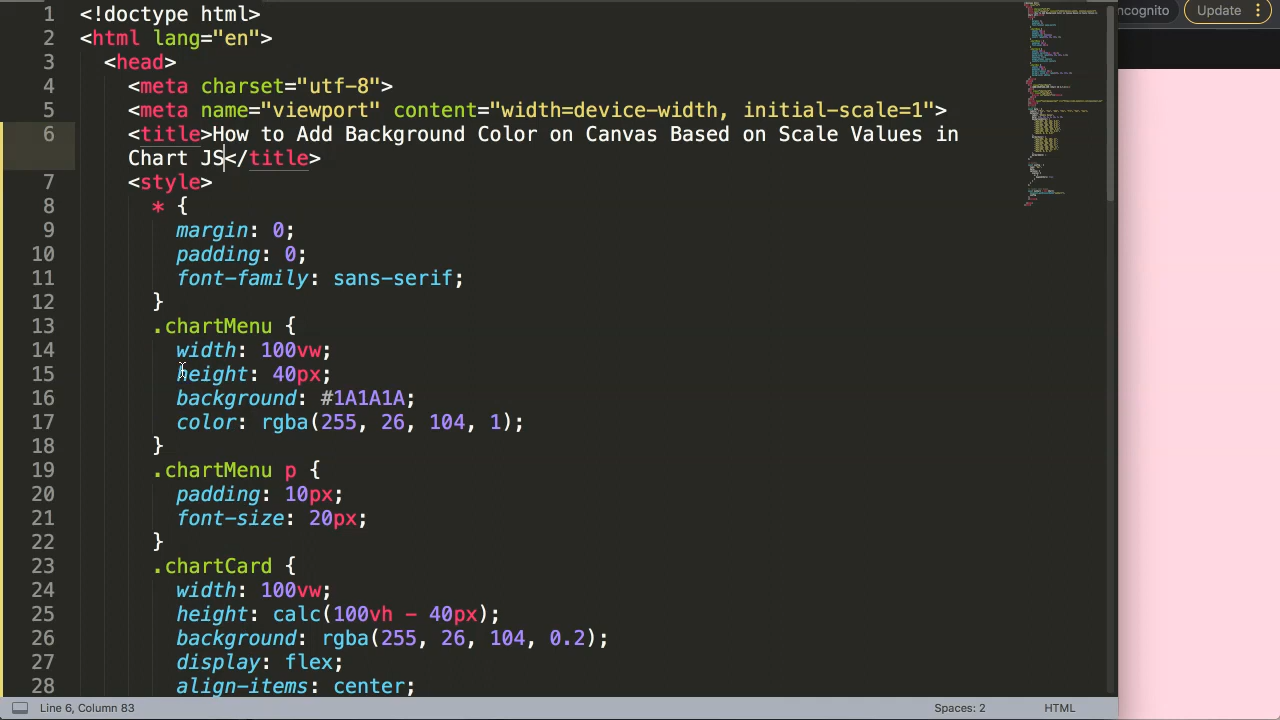 1 <!doctype html>
2 <html lang="en">
3 <head>
4 <meta charset="utf-8">
5 <meta name="viewport" content="width=device-width, initial-scale=1">
6 <title>How to Add Background Color on Canvas Based on Scale Values in
Chart JS</title>
7 <style>
8 * {
9 margin: 0;
10 padding: 0;
11 font-family: sans-serif;
12 }
13 .chartMenu {
14 width: 100vw;
15 height: 40px;
16 background: #1A1A1A;
17 color: rgba(255, 26, 104, 1);
18 }
19 .chartMenu p {
20 padding: 10px;
21 font-size: 20px;
22 }
23 .chartCard {
24 width: 100vw;
25 height: calc(100vh - 40px);
26 background: rgba(255, 26, 104, 0.2);
27 display: flex;
28 align-items: center;
Line 6, Column 83
Spaces: 2
HTML
ncognito
Update